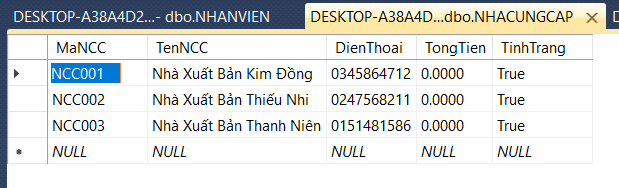 DESKTOP-A38A4D2...- dbo.NHANVIEN DESKTOP-A38A4D...dbo.NHACUNGCAP
MaNCC TenNCC DienThoai TongTien TinhTrang
NCC001 Nhà Xuất Bản Kim Đồng 0345864712 0.0000 True
NCC002 Nhà Xuất Bản Thiếu Nhi 0247568211 0.0000 True
NCC003 Nhà Xuất Bản Thanh Niên 0151481586 0.0000 True
NULL NULL NULL NULL NULL